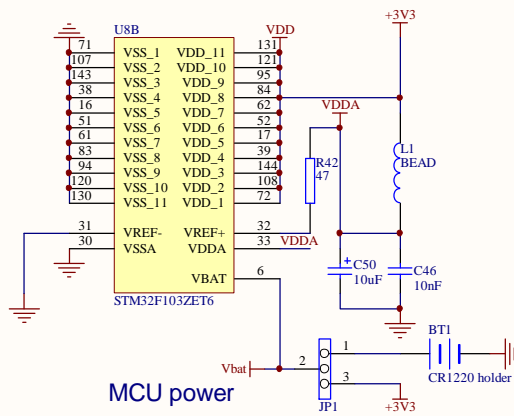 U8B
+3V3
71 VSS_1 VDD_11 131 VDD
107 VSS_2 VDD_10 121
143 VSS_3 VDD_9 95
38 VSS_4 VDD_8 84
16 VSS_5 VDD_7 62 VDDA
51 VSS_6 VDD_6 52
61 VSS_7 VDD_5 17 L1
83 VSS_8 VDD_4 39 R42 BEAD
94 VSS_9 VDD_3 144 47
120 VSS_10 VDD_2 108
130 VSS_11 VDD_1 72
31 VREF- VREF+ 32
30 VSSA VDDA 33 VDDA
VBAT 6 + C50 C46
10uF 10nF
STM32F103ZET6
BT1
1
Vbat 2
3 CR1220 holder
MCU power
JP1 +3V3